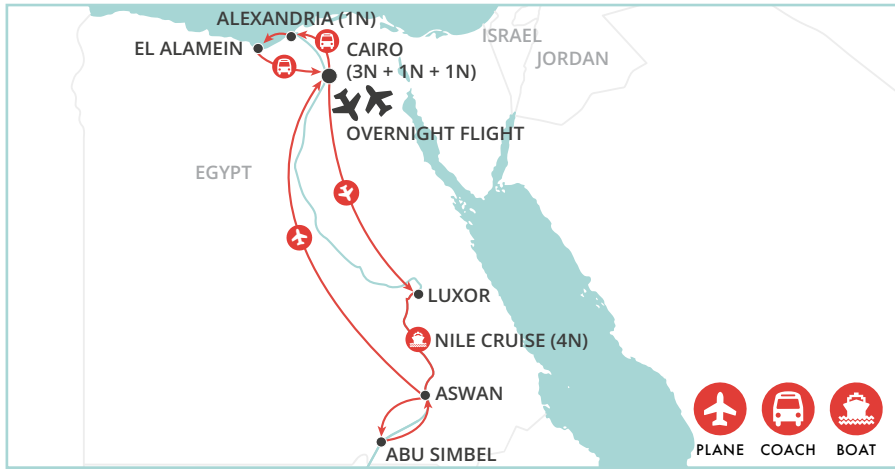 ALEXANDRIA (1N)
EL ALAMEIN
CAIRO
(3N + 1N + 1N)
ISRAEL
JORDAN
OVERNIGHT FLIGHT
EGYPT
LUXOR
NILE CRUISE (4N)
ASWAN
ABU SIMBEL
PLANE
COACH
BOAT